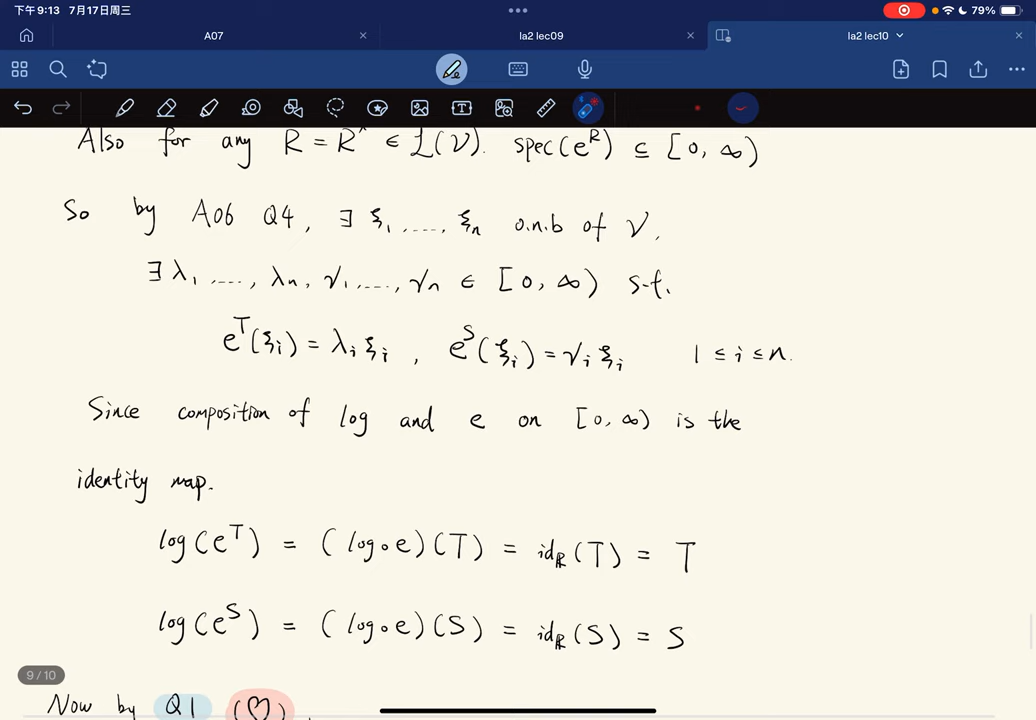 下午9:13 7月17日周三
79%
A07
la2 lec09
la2 lec10
Also for any R = R* ∈ L(V). spec(e^R) ⊆ [0, ∞)
So by A06 Q4, ∃ ξ₁, ....., ξₙ o.n.b of V,
∃ λ₁, ....., λₙ, γ₁, ....., γₙ ∈ [0, ∞) s.t.
e^T(ξᵢ) = λᵢ ξᵢ , e^S(ξᵢ) = γᵢ ξᵢ 1 ≤ i ≤ n.
Since composition of log and e on [0, ∞) is the
identity map.
log(e^T) = (log∘e)(T) = id_ℝ(T) = T
log(e^S) = (log∘e)(S) = id_ℝ(S) = S
9 / 10
Now by Q1 (♡),